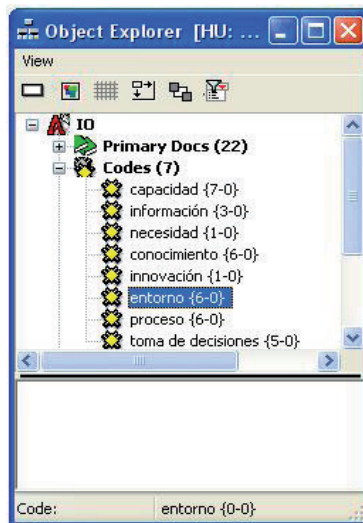 Object Explorer [HU: ...
View
IO
Primary Docs (22)
Codes (7)
capacidad {7-0}
información {3-0}
necesidad {1-0}
conocimiento {6-0}
innovación {1-0}
entorno {6-0}
proceso {6-0}
toma de decisiones {5-0}
Code: entorno {0-0}